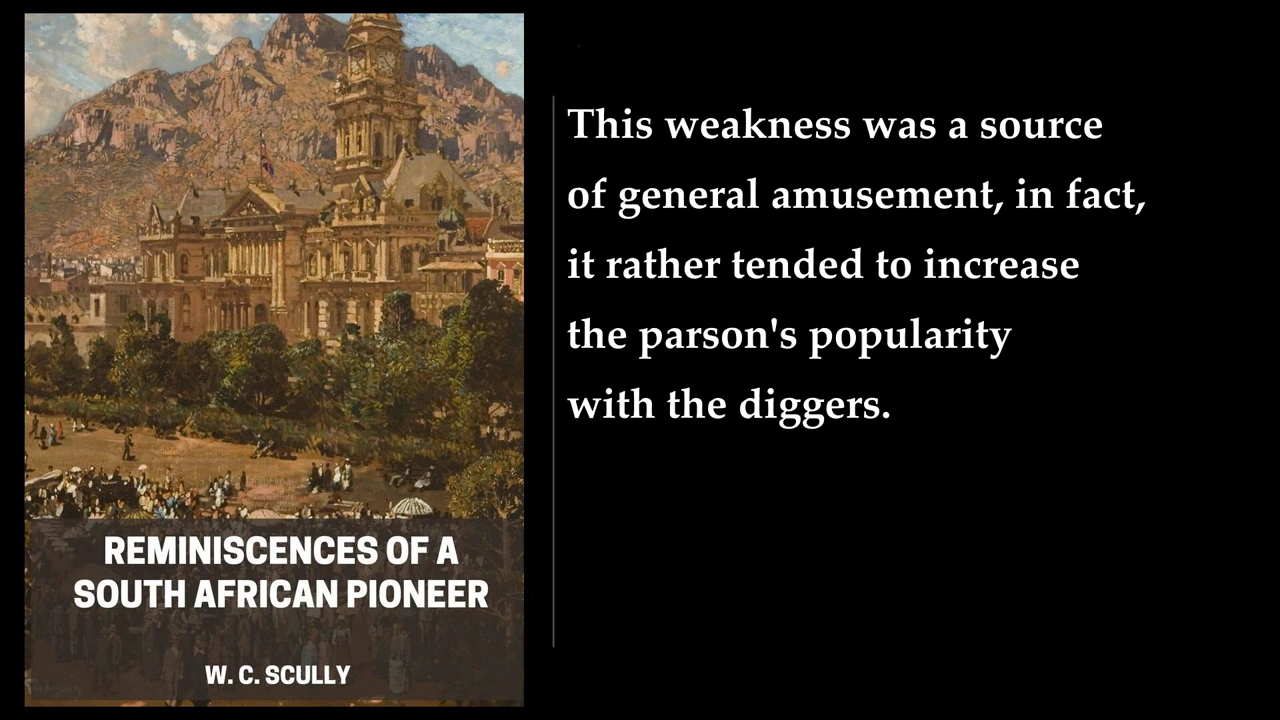 This weakness was a source
of general amusement, in fact,
it rather tended to increase
the parson's popularity
with the diggers.
REMINISCENCES OF A
SOUTH AFRICAN PIONEER
W. C. SCULLY